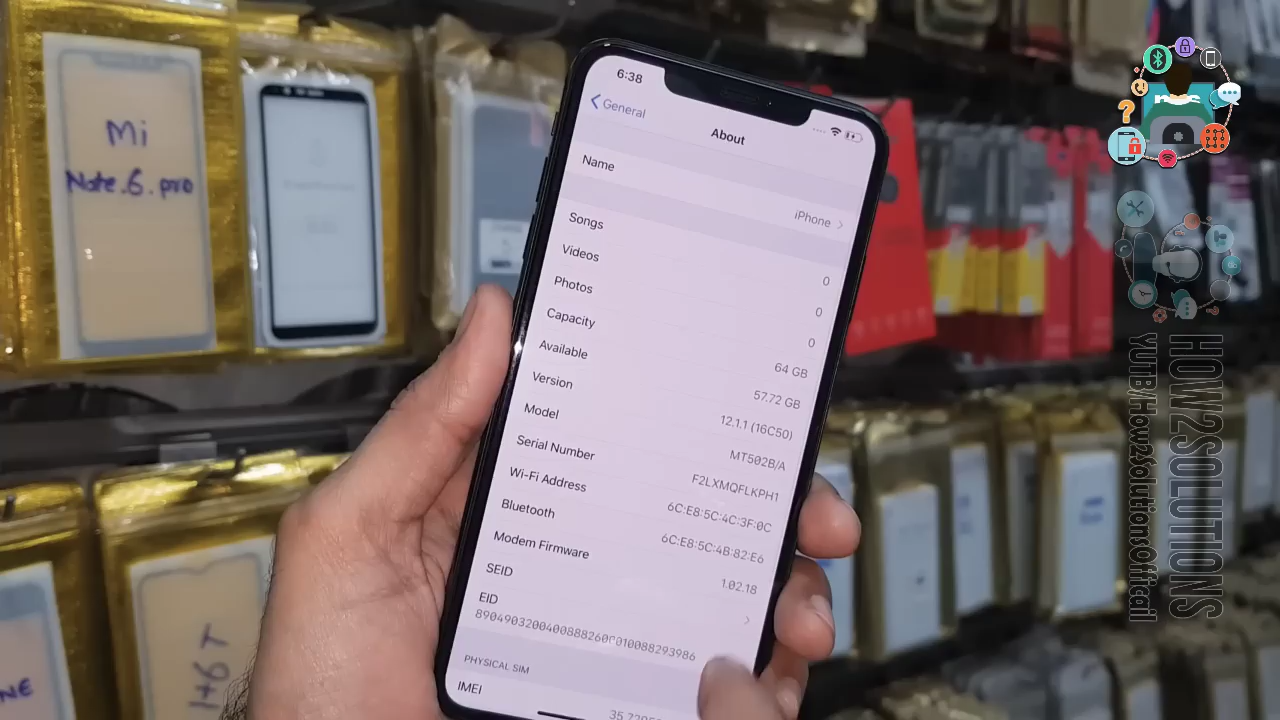 Mi
Note.6.pro
6:38
General
About
Name
iPhone
Songs
0
Videos
0
Photos
0
Capacity
64 GB
Available
57.72 GB
Version
12.1.1 (16C50)
Model
MT502B/A
Serial Number
F2LXMQFLKPH1
Wi-Fi Address
6C:E8:5C:4C:3F:0C
Bluetooth
6C:E8:5C:4B:82:E6
Modem Firmware
1.02.18
SEID
EID
PHYSICAL SIM
IMEI
1+6T
HOW2SOLUTIONS
YUTB/How2SolutionsOfficail